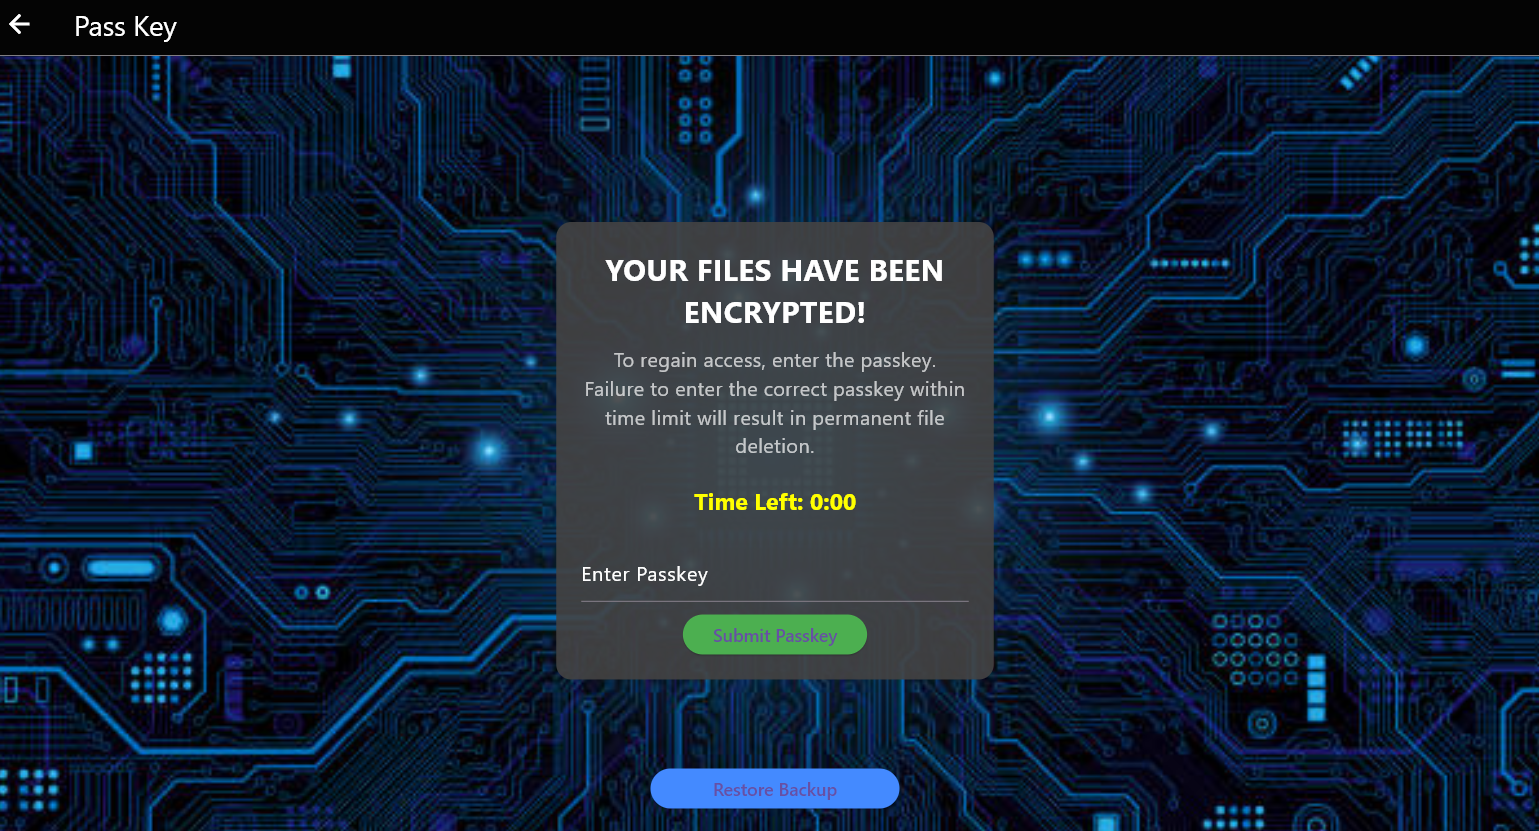 Pass Key
YOUR FILES HAVE BEEN
ENCRYPTED!
To regain access, enter the passkey.
Failure to enter the correct passkey within
time limit will result in permanent file
deletion.
Time Left: 0:00
Enter Passkey
Submit Passkey
Restore Backup